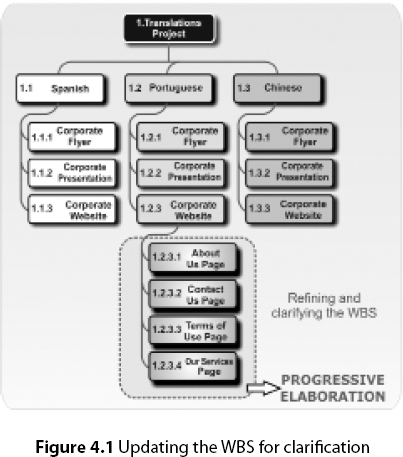 1.Translations
Project
1.1 Spanish
1.2 Portuguese
1.3 Chinese
1.1.1 Corporate
Flyer
1.2.1 Corporate
Flyer
1.3.1 Corporate
Flyer
1.1.2 Corporate
Presentation
1.2.2 Corporate
Presentation
1.3.2 Corporate
Presentation
1.1.3 Corporate
Website
1.2.3 Corporate
Website
1.3.3 Corporate
Website
1.2.3.1 About
Us Page
1.2.3.2 Contact
Us Page
1.2.3.3 Terms of
Use Page
1.2.3.4 Our Services
Page
Refining and
clarifying the WBS
PROGRESSIVE
ELABORATION
Figure 4.1 Updating the WBS for clarification